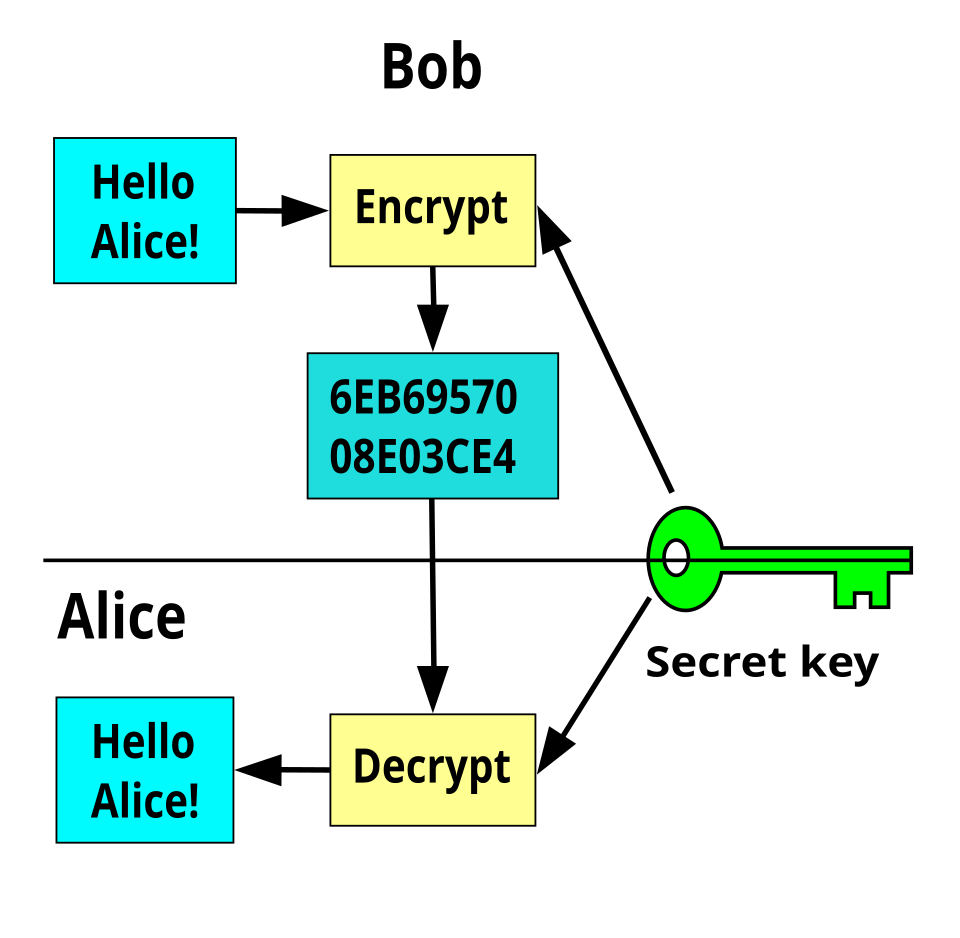 Bob
Hello
Alice!
Encrypt
6EB69570
08E03CE4
Alice
Secret key
Hello
Alice!
Decrypt